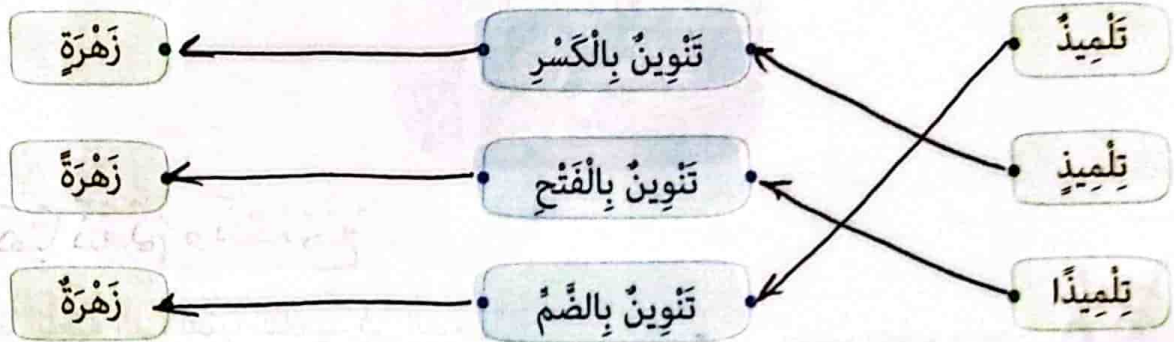 تَلْمِيذٌ تَنْوِينٌ بِالْكَسْرِ زَهْرَةٍ
تِلْمِيذٍ تَنْوِينٌ بِالْفَتْحِ زَهْرَةً
تِلْمِيذًا تَنْوِينٌ بِالضَّمِّ زَهْرَةٌ